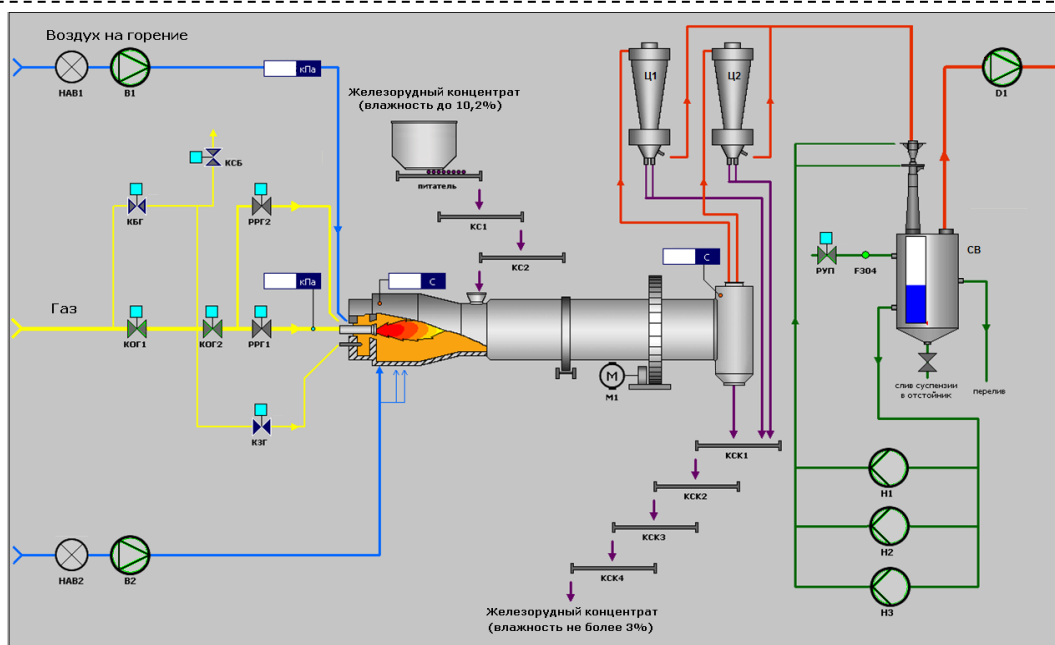 Воздух на горение
кПа
НАВ1
В1
Железорудный концентрат
(влажность до 10,2%)
Ц1
Ц2
D1
КСБ
питатель
КБГ
РРГ2
КС1
КС2
РУП
F304
СВ
Газ
кПа
С
С
КОГ1
КОГ2
РРГ1
М
М1
слив суспензии
в отстойник
перелив
КЗГ
КСК1
КСК2
Н1
КСК3
Н2
КСК4
НАВ2
В2
Н3
Железорудный концентрат
(влажность не более 3%)